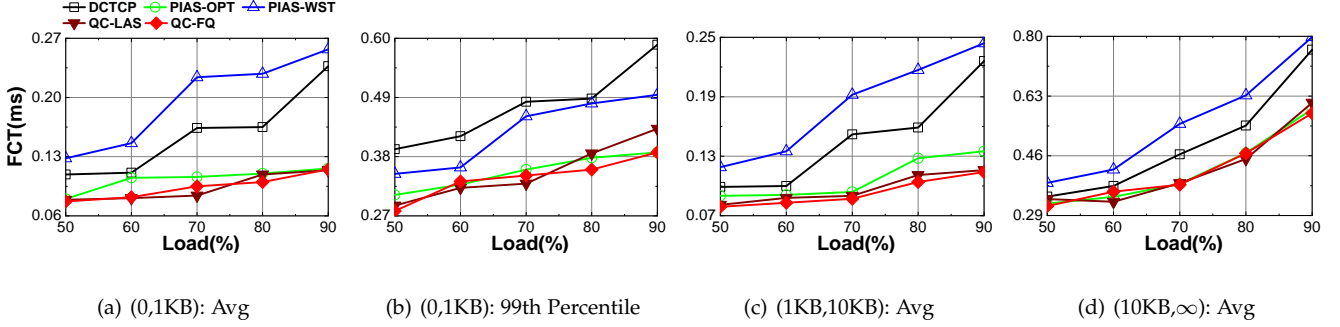 DCTCP PIAS-OPT PIAS-WST
QC-LAS QC-FQ
FCT(ms)
0.27
0.20
0.13
0.06
50 60 70 80 90
Load(%)
0.60
0.49
0.38
0.27
50 60 70 80 90
Load(%)
0.25
0.19
0.13
0.07
50 60 70 80 90
Load(%)
0.80
0.63
0.46
0.29
50 60 70 80 90
Load(%)
(a) (0,1KB): Avg
(b) (0,1KB): 99th Percentile
(c) (1KB,10KB): Avg
(d) (10KB,∞): Avg